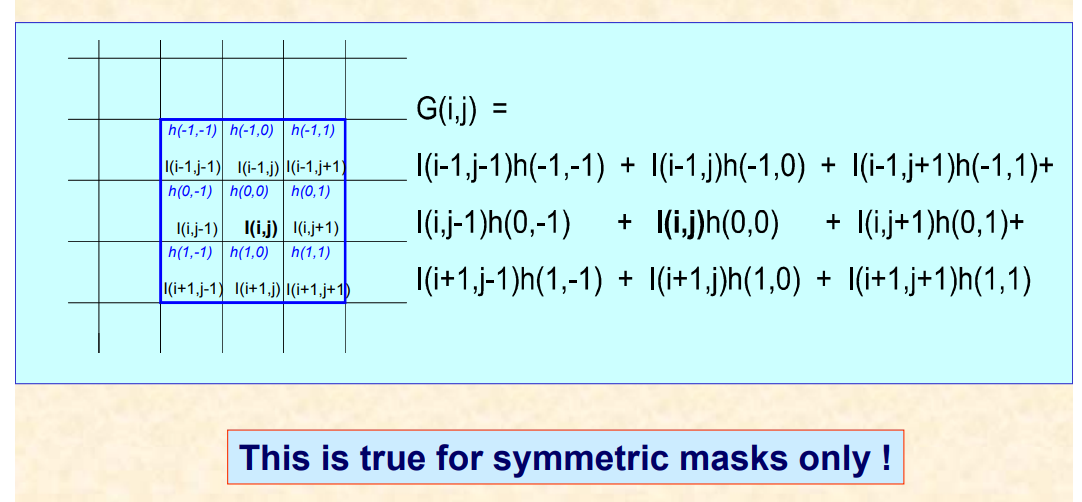 h(-1,-1) h(-1,0) h(-1,1)
I(i-1,j-1) I(i-1,j) I(i-1,j+1)
h(0,-1) h(0,0) h(0,1)
I(i,j-1) I(i,j) I(i,j+1)
h(1,-1) h(1,0) h(1,1)
I(i+1,j-1) I(i+1,j) I(i+1,j+1)
G(i,j) =
I(i-1,j-1)h(-1,-1) + I(i-1,j)h(-1,0) + I(i-1,j+1)h(-1,1)+
I(i,j-1)h(0,-1) + I(i,j)h(0,0) + I(i,j+1)h(0,1)+
I(i+1,j-1)h(1,-1) + I(i+1,j)h(1,0) + I(i+1,j+1)h(1,1)
This is true for symmetric masks only !